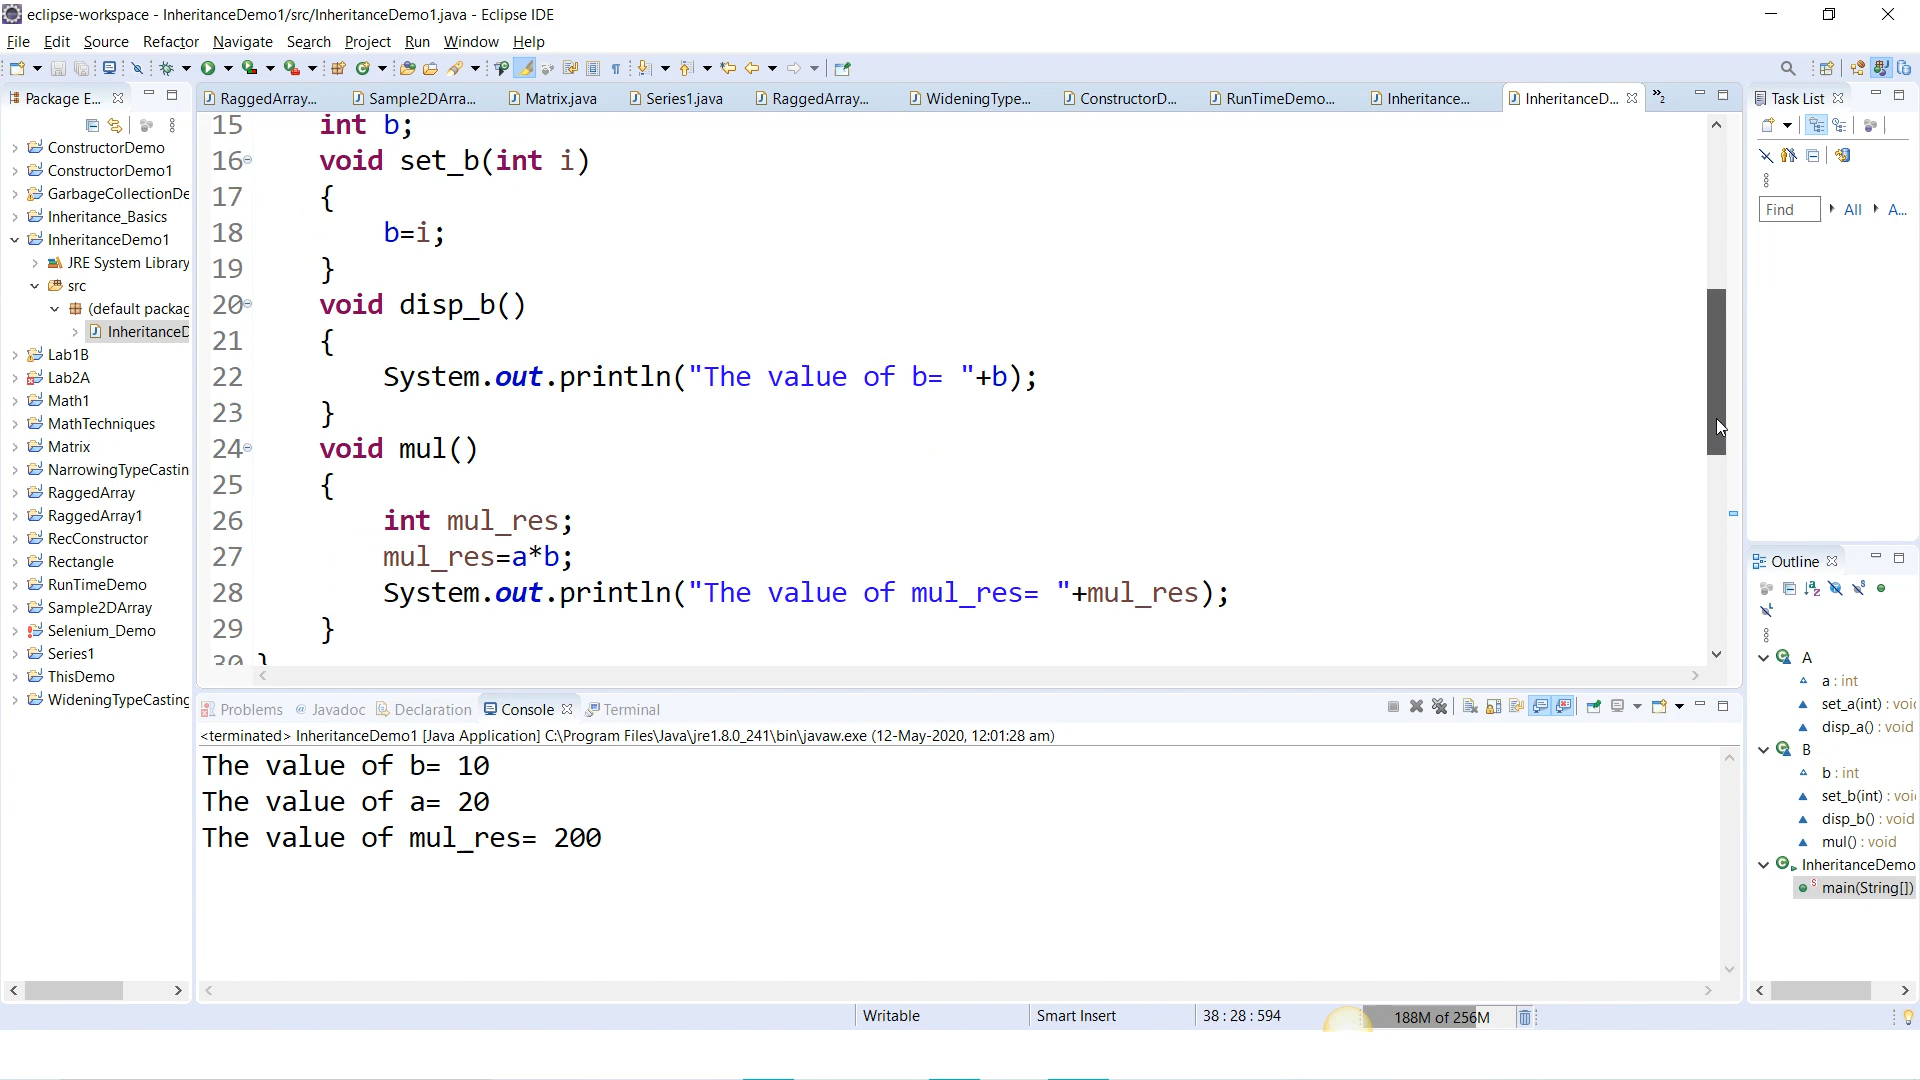 eclipse-workspace - InheritanceDemo1/src/InheritanceDemo1.java - Eclipse IDE
File Edit Source Refactor Navigate Search Project Run Window Help
Package E...
RaggedArray... Sample2DArra... Matrix.java Series1.java RaggedArray... WideningType... ConstructorD... RunTimeDemo... Inheritance... InheritanceD... »2
Task List
ConstructorDemo
ConstructorDemo1
GarbageCollectionDe
Inheritance_Basics
InheritanceDemo1
JRE System Library
src
(default packag
InheritanceD
Lab1B
Lab2A
Math1
MathTechniques
Matrix
NarrowingTypeCastin
RaggedArray
RaggedArray1
RecConstructor
Rectangle
RunTimeDemo
Sample2DArray
Selenium_Demo
Series1
ThisDemo
WideningTypeCasting
15 int b;
16 void set_b(int i)
17 {
18 b=i;
19 }
20 void disp_b()
21 {
22 System.out.println("The value of b= "+b);
23 }
24 void mul()
25 {
26 int mul_res;
27 mul_res=a*b;
28 System.out.println("The value of mul_res= "+mul_res);
29 }
30 }
Find All A...
Outline
A
a : int
set_a(int) : voi
disp_a() : void
B
b : int
set_b(int) : voi
disp_b() : void
mul() : void
InheritanceDemo
main(String[])
Problems @ Javadoc Declaration Console Terminal
<terminated> InheritanceDemo1 [Java Application] C:\Program Files\Java\jre1.8.0_241\bin\javaw.exe (12-May-2020, 12:01:28 am)
The value of b= 10
The value of a= 20
The value of mul_res= 200
Writable Smart Insert 38 : 28 : 594 188M of 256M